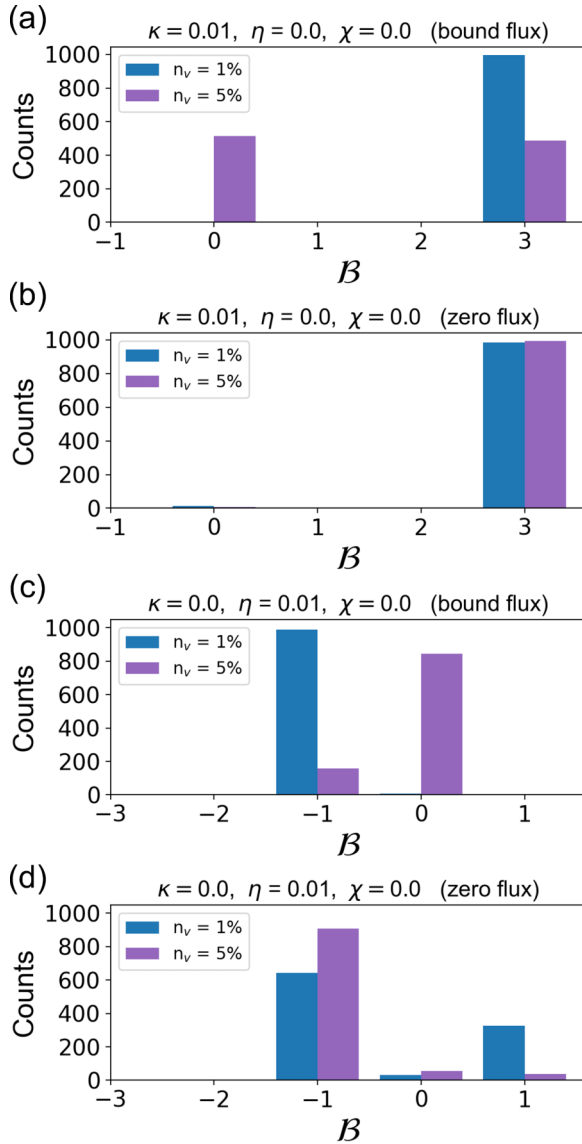 (a)
κ = 0.01, η = 0.0, χ = 0.0 (bound flux)
1000
800
600
400
200
0
Counts
n_v = 1%
n_v = 5%
−1 0 1 2 3
ℬ
(b)
κ = 0.01, η = 0.0, χ = 0.0 (zero flux)
1000
800
600
400
200
0
Counts
n_v = 1%
n_v = 5%
−1 0 1 2 3
ℬ
(c)
κ = 0.0, η = 0.01, χ = 0.0 (bound flux)
1000
800
600
400
200
0
Counts
n_v = 1%
n_v = 5%
−3 −2 −1 0 1
ℬ
(d)
κ = 0.0, η = 0.01, χ = 0.0 (zero flux)
1000
800
600
400
200
0
Counts
n_v = 1%
n_v = 5%
−3 −2 −1 0 1
ℬ